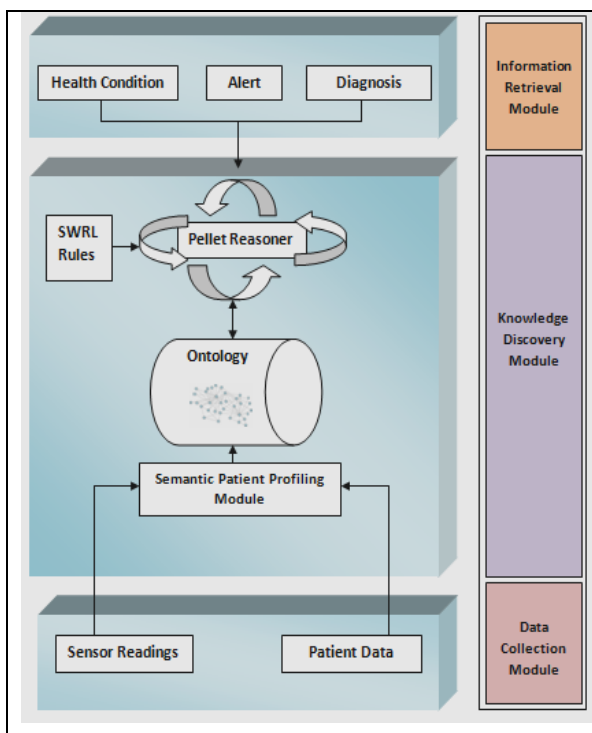 Health Condition
Alert
Diagnosis
Information
Retrieval
Module
SWRL
Rules
Pellet Reasoner
Ontology
Semantic Patient Profiling
Module
Knowledge
Discovery
Module
Sensor Readings
Patient Data
Data
Collection
Module